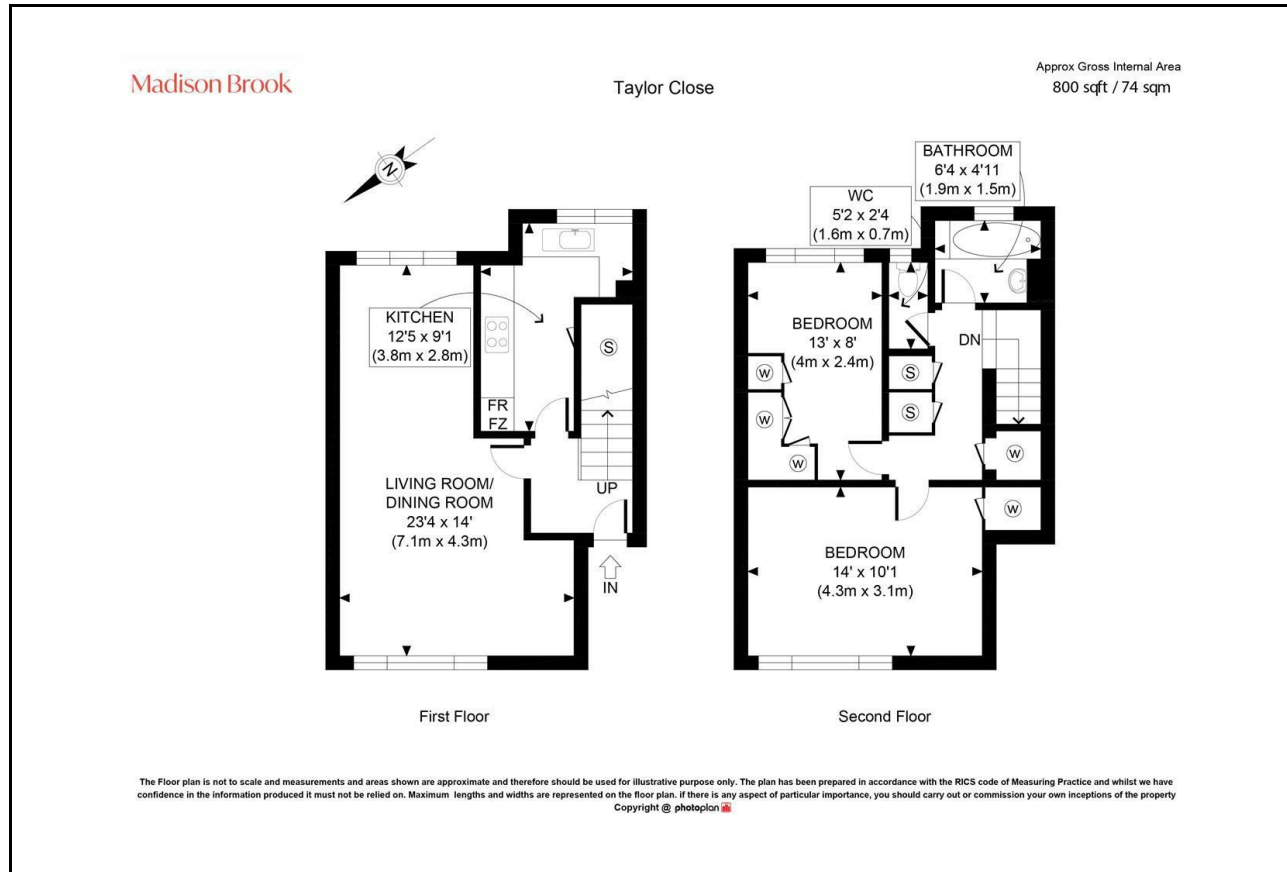 Madison Brook
Taylor Close
Approx Gross Internal Area
800 sqft / 74 sqm
N
KITCHEN
12'5 x 9'1
(3.8m x 2.8m)
FR
FZ
S
UP
LIVING ROOM/
DINING ROOM
23'4 x 14'
(7.1m x 4.3m)
IN
First Floor
BATHROOM
6'4 x 4'11
(1.9m x 1.5m)
WC
5'2 x 2'4
(1.6m x 0.7m)
BEDROOM
13' x 8'
(4m x 2.4m)
DN
W
S
W
S
W
W
W
BEDROOM
14' x 10'1
(4.3m x 3.1m)
Second Floor
The Floor plan is not to scale and measurements and areas shown are approximate and therefore should be used for illustrative purpose only. The plan has been prepared in accordance with the RICS code of Measuring Practice and whilst we have
confidence in the information produced it must not be relied on. Maximum lengths and widths are represented on the floor plan. if there is any aspect of particular importance, you should carry out or commission your own inceptions of the property
Copyright @ photoplan